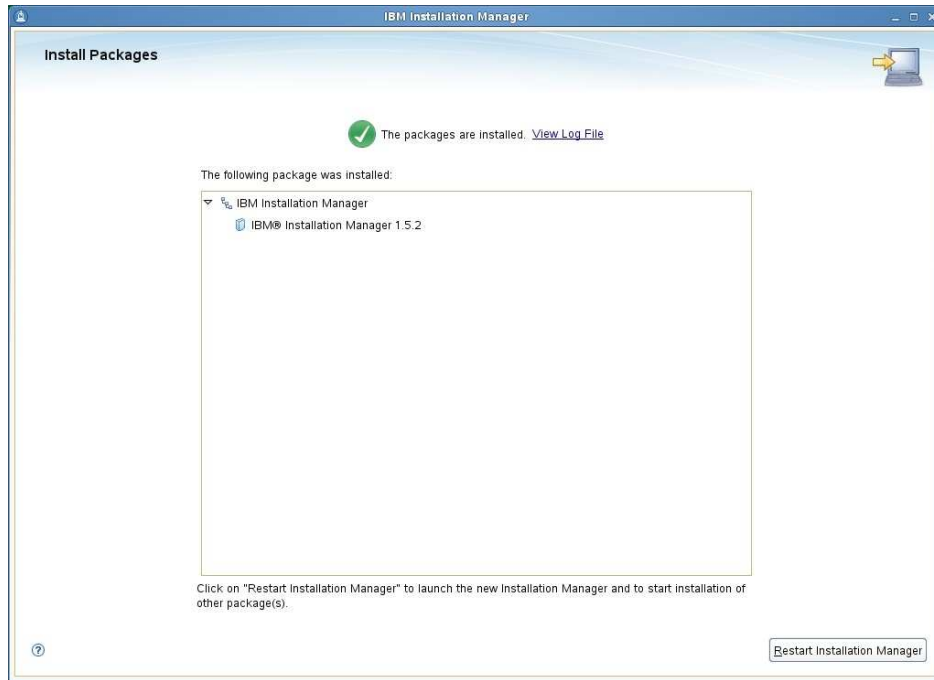 IBM Installation Manager
Install Packages
The packages are installed. View Log File
The following package was installed:
IBM Installation Manager
IBM® Installation Manager 1.5.2
Click on "Restart Installation Manager" to launch the new Installation Manager and to start installation of
other package(s).
Restart Installation Manager